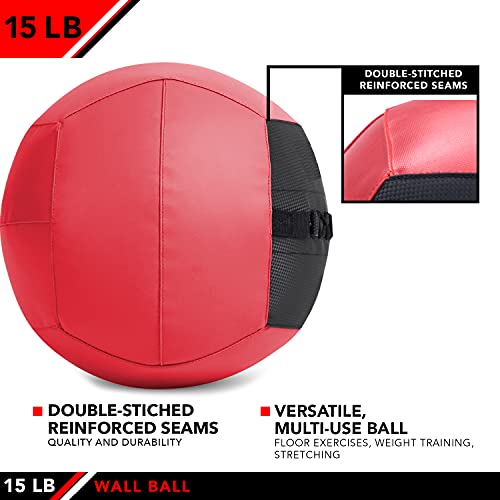 15 LB
DOUBLE-STITCHED
REINFORCED SEAMS
DOUBLE-STICHED
REINFORCED SEAMS
QUALITY AND DURABILITY
VERSATILE,
MULTI-USE BALL
FLOOR EXERCISES, WEIGHT TRAINING,
STRETCHING
15 LB
WALL BALL